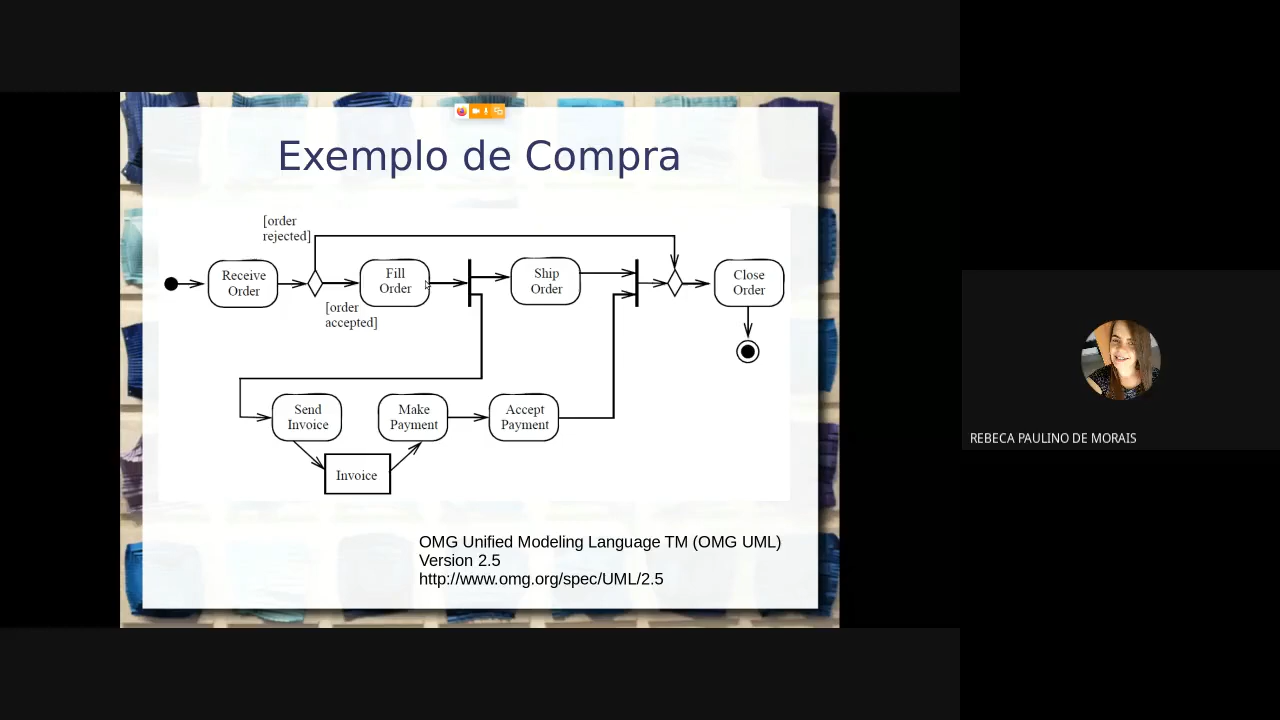 Exemplo de Compra
[order
rejected]
Receive
Order
Fill
Order
Ship
Order
Close
Order
[order
accepted]
Send
Invoice
Make
Payment
Accept
Payment
Invoice
REBECA PAULINO DE MORAIS
OMG Unified Modeling Language TM (OMG UML)
Version 2.5
http://www.omg.org/spec/UML/2.5